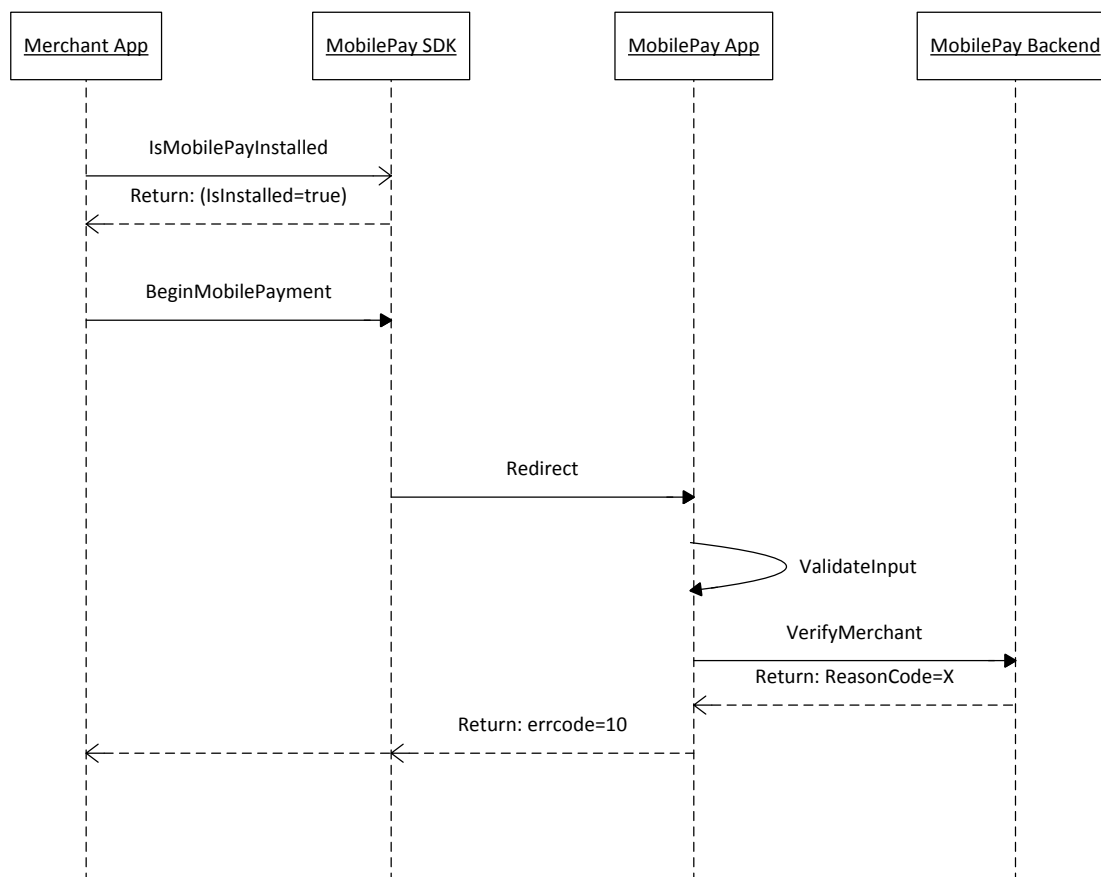 Merchant App
MobilePay SDK
MobilePay App
MobilePay Backend
IsMobilePayInstalled
Return: (IsInstalled=true)
BeginMobilePayment
Redirect
ValidateInput
VerifyMerchant
Return: ReasonCode=X
Return: errcode=10